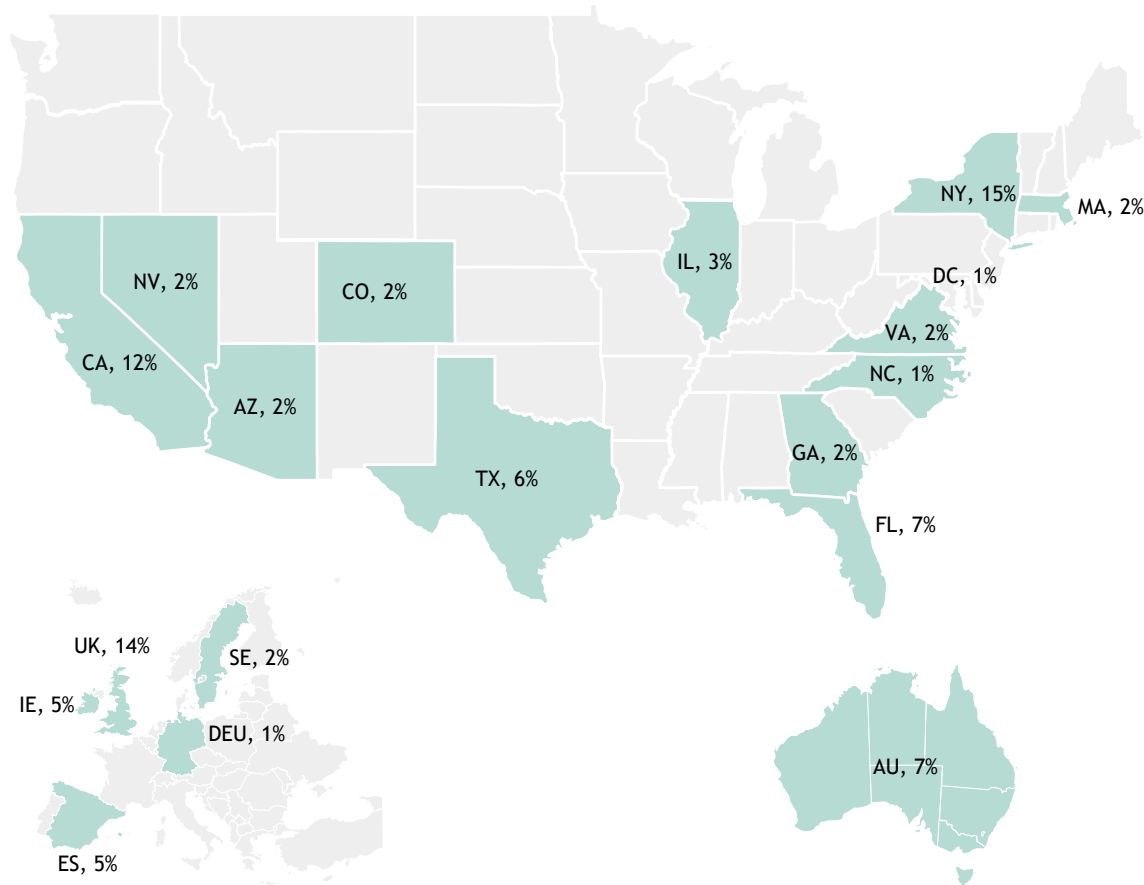 NY, 15%
MA, 2%
IL, 3%
DC, 1%
NV, 2%
CO, 2%
VA, 2%
CA, 12%
NC, 1%
AZ, 2%
GA, 2%
TX, 6%
FL, 7%
UK, 14%
SE, 2%
IE, 5%
DEU, 1%
AU, 7%
ES, 5%